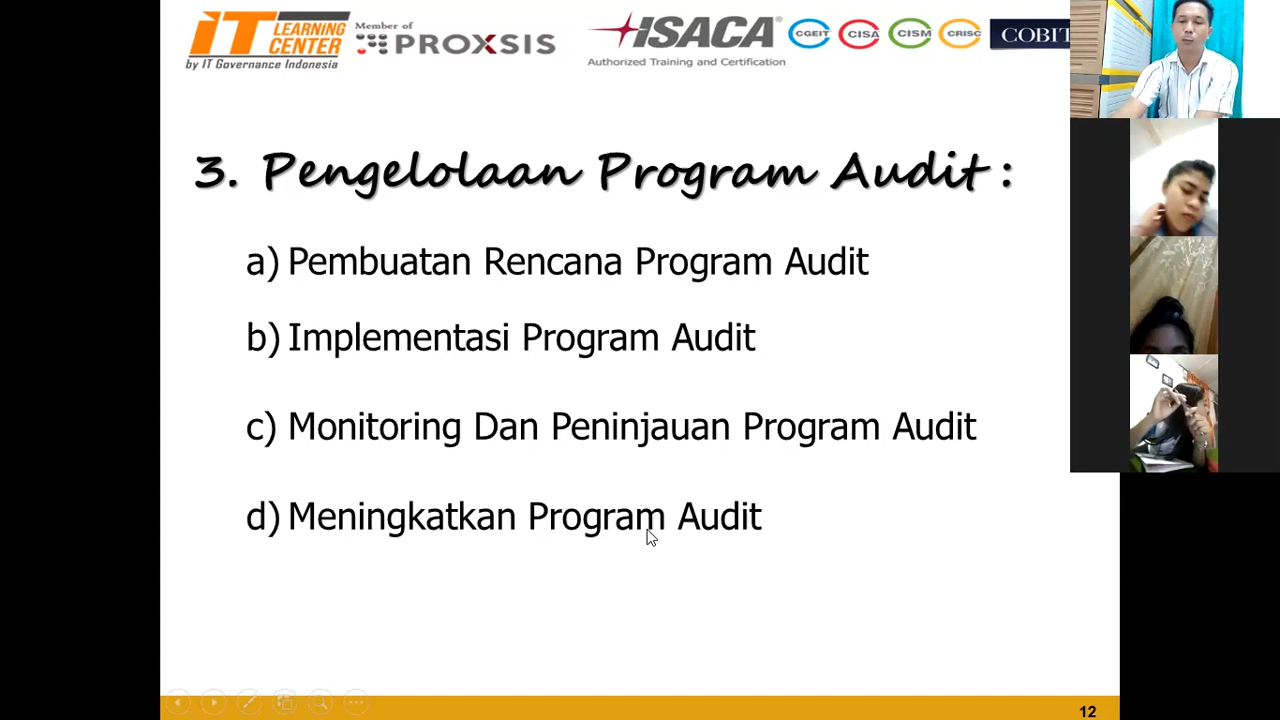 iT LEARNING CENTER
by IT Governance Indonesia
Member of
PROXSIS
ISACA®
Authorized Training and Certification
CGEIT CISA CISM CRISC COBIT
3. Pengelolaan Program Audit :
a) Pembuatan Rencana Program Audit
b) Implementasi Program Audit
c) Monitoring Dan Peninjauan Program Audit
d) Meningkatkan Program Audit
12